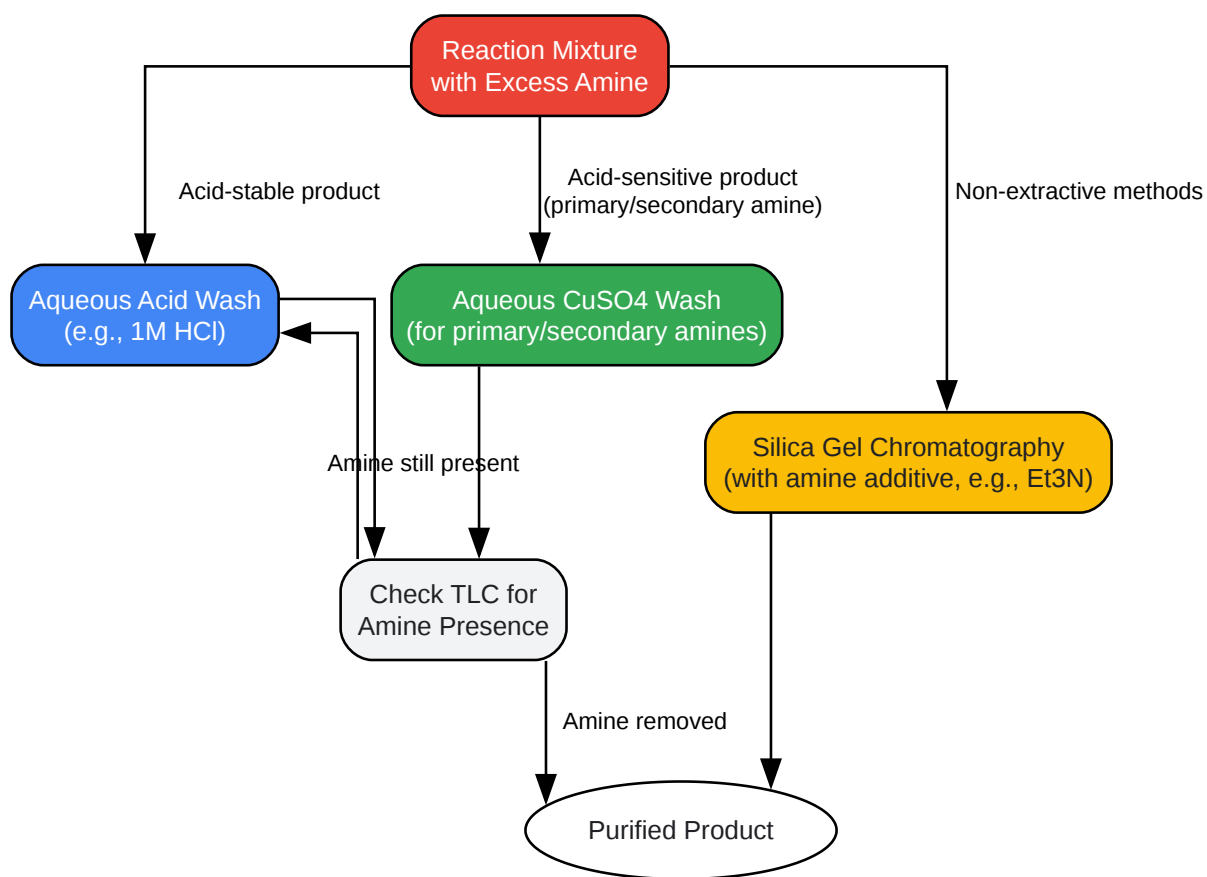 Reaction Mixture
with Excess Amine
Acid-stable product
Acid-sensitive product
(primary/secondary amine)
Non-extractive methods
Aqueous Acid Wash
(e.g., 1M HCl)
Aqueous CuSO4 Wash
(for primary/secondary amines)
Silica Gel Chromatography
(with amine additive, e.g., Et3N)
Amine still present
Check TLC for
Amine Presence
Amine removed
Purified Product